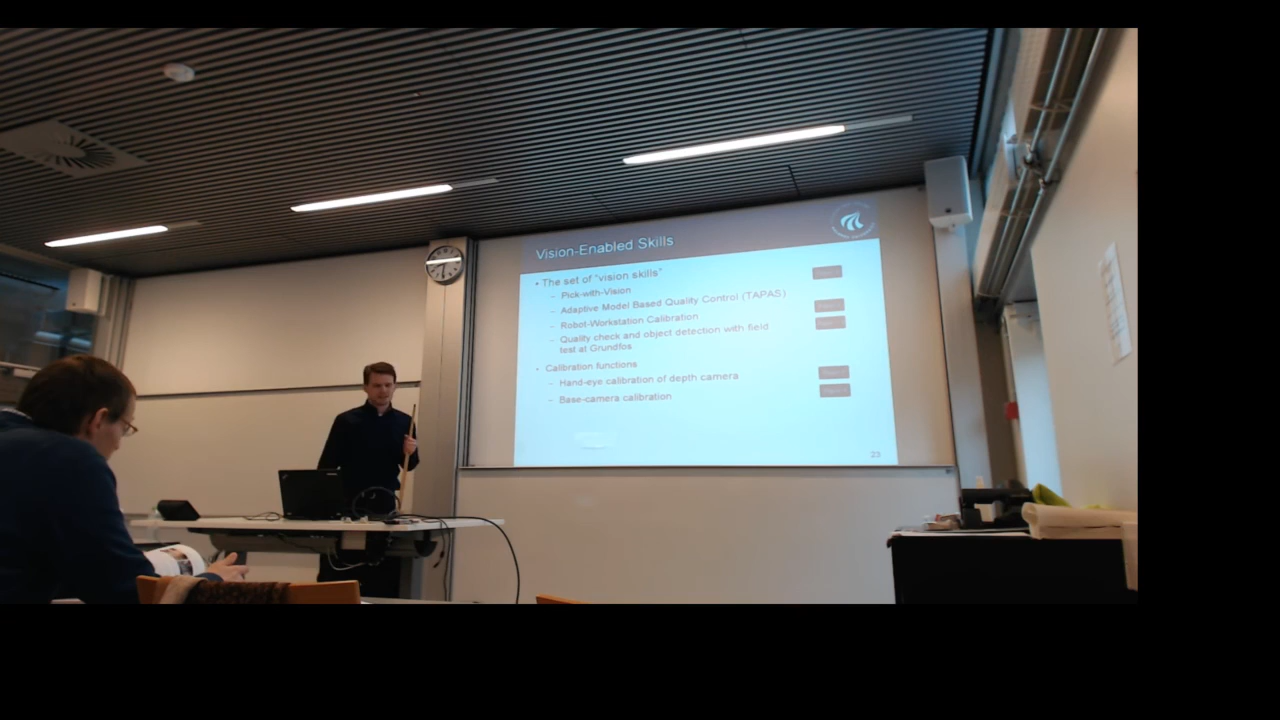 Vision-Enabled Skills
• The set of "vision skills"
– Pick-with-Vision
– Adaptive Model Based Quality Control (TAPAS)
– Robot-Workstation Calibration
– Quality check and object detection with field
test at Grundfos
• Calibration functions
– Hand-eye calibration of depth camera
– Base-camera calibration
23